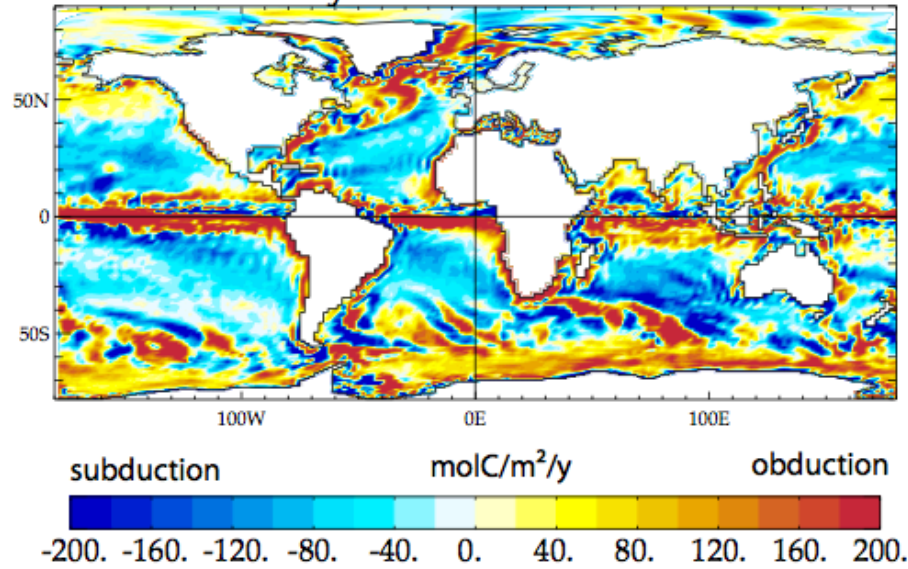 50N
0
50S
100W 0E 100E
subduction molC/m²/y obduction
-200. -160. -120. -80. -40. 0. 40. 80. 120. 160. 200.